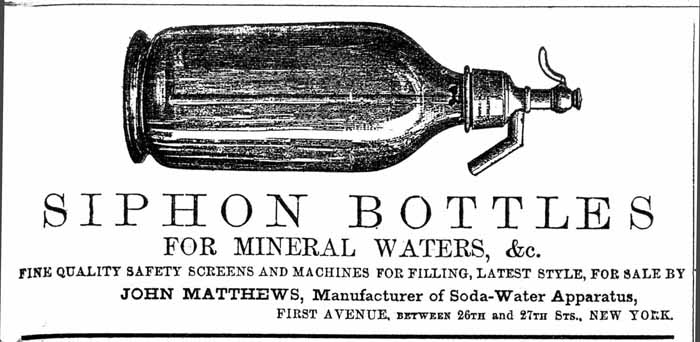 SIPHON BOTTLES
FOR MINERAL WATERS, &c.
FINE QUALITY SAFETY SCREENS AND MACHINES FOR FILLING, LATEST STYLE, FOR SALE BY
JOHN MATTHEWS, Manufacturer of Soda-Water Apparatus,
FIRST AVENUE, BETWEEN 26TH and 27TH STS., NEW YORK.